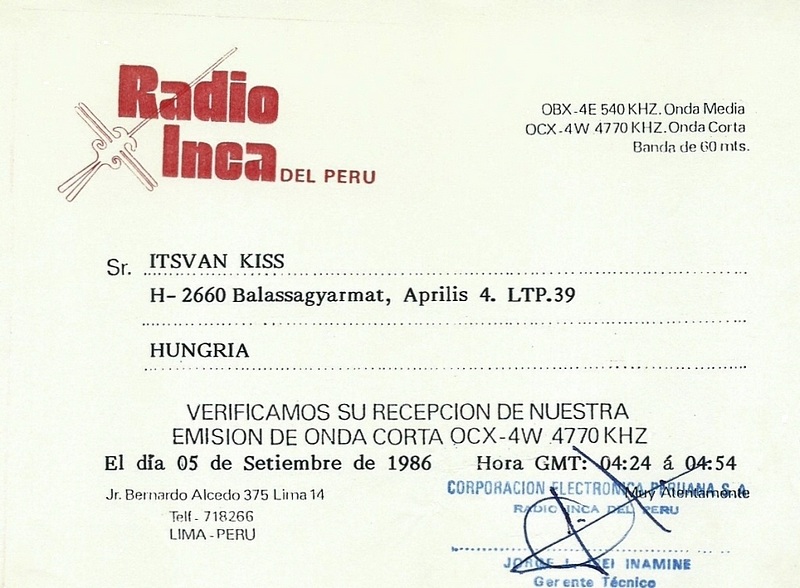 Radio
Inca DEL PERU
OBX-4E 540 KHZ. Onda Media
OCX-4W 4770 KHZ. Onda Corta
Banda de 60 mts.
Sr. ITSVAN KISS
H-2660 Balassagyarmat, Aprilis 4. LTP.39
HUNGRIA
VERIFICAMOS SU RECEPCION DE NUESTRA
EMISION DE ONDA CORTA OCX-4W 4770 KHZ
El día 05 de Setiembre de 1986 Hora GMT: 04:24 á 04:54
Jr. Bernardo Alcedo 375 Lima 14
Telf- 718266
LIMA - PERU
Muy Atentamente
CORPORACION ELECTRONICA PERUANA S.A.
RADIO INCA DEL PERU
JORGE INAMINE
Gerente Técnico